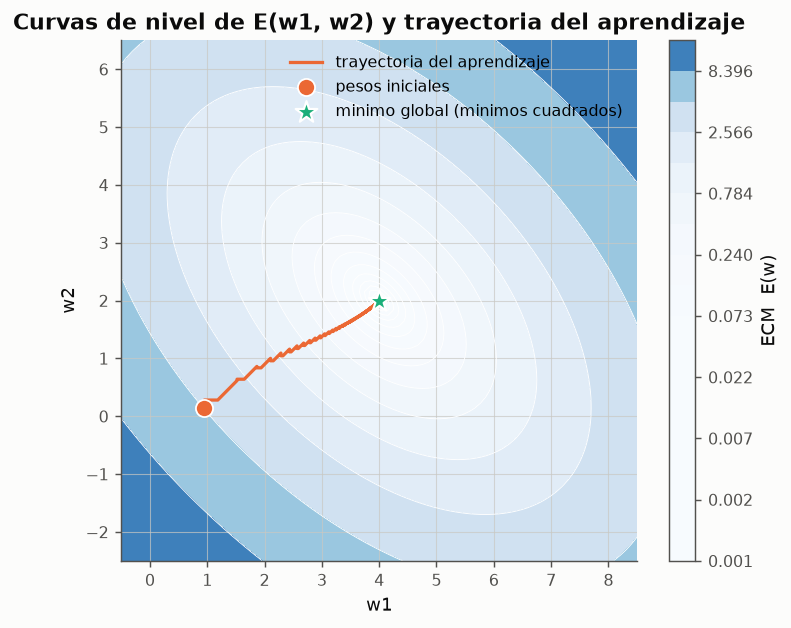 Curvas de nivel de E(w1, w2) y trayectoria del aprendizaje
trayectoria del aprendizaje
pesos iniciales
minimo global (minimos cuadrados)
6
5
4
3
2
1
0
−1
−2
w2
0 1 2 3 4 5 6 7 8
w1
8.396
2.566
0.784
0.240
0.073
0.022
0.007
0.002
0.001
ECM E(w)